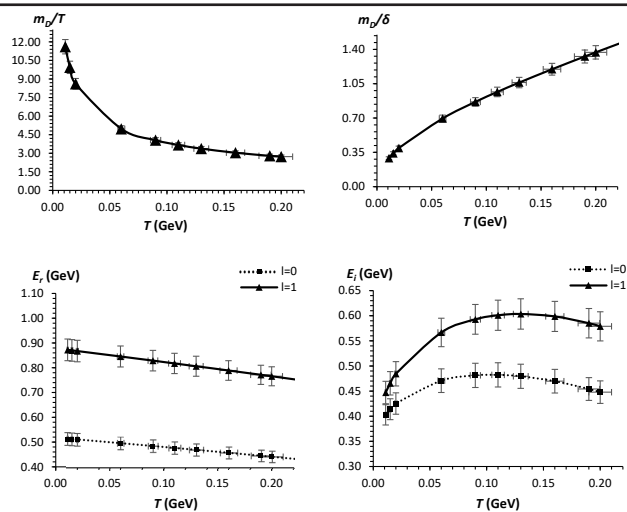 m_D/T
12.00
10.50
9.00
7.50
6.00
4.50
3.00
1.50
0.00
0.00 0.05 0.10 0.15 0.20
T (GeV)
m_D/δ
1.40
1.05
0.70
0.35
0.00
0.00 0.05 0.10 0.15 0.20
T (GeV)
E_r (GeV)
l=0
l=1
1.10
1.00
0.90
0.80
0.70
0.60
0.50
0.40
0.00 0.05 0.10 0.15 0.20
T (GeV)
E_i (GeV)
l=0
l=1
0.65
0.60
0.55
0.50
0.45
0.40
0.35
0.30
0.00 0.05 0.10 0.15 0.20
T (GeV)